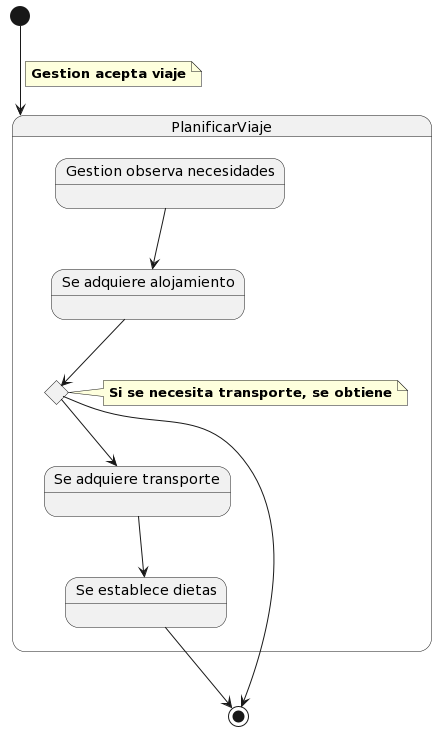 Gestion acepta viaje
PlanificarViaje
Gestion observa necesidades
Se adquiere alojamiento
Si se necesita transporte, se obtiene
Se adquiere transporte
Se establece dietas